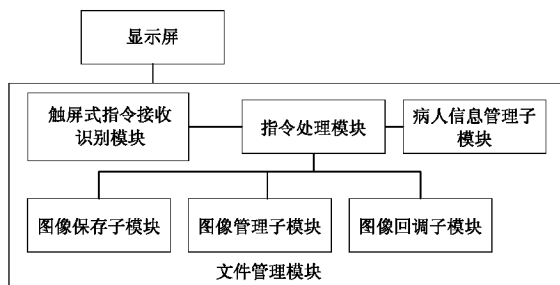 显示屏
触屏式指令接收
识别模块
指令处理模块
病人信息管理子
模块
图像保存子模块
图像管理子模块
图像回调子模块
文件管理模块